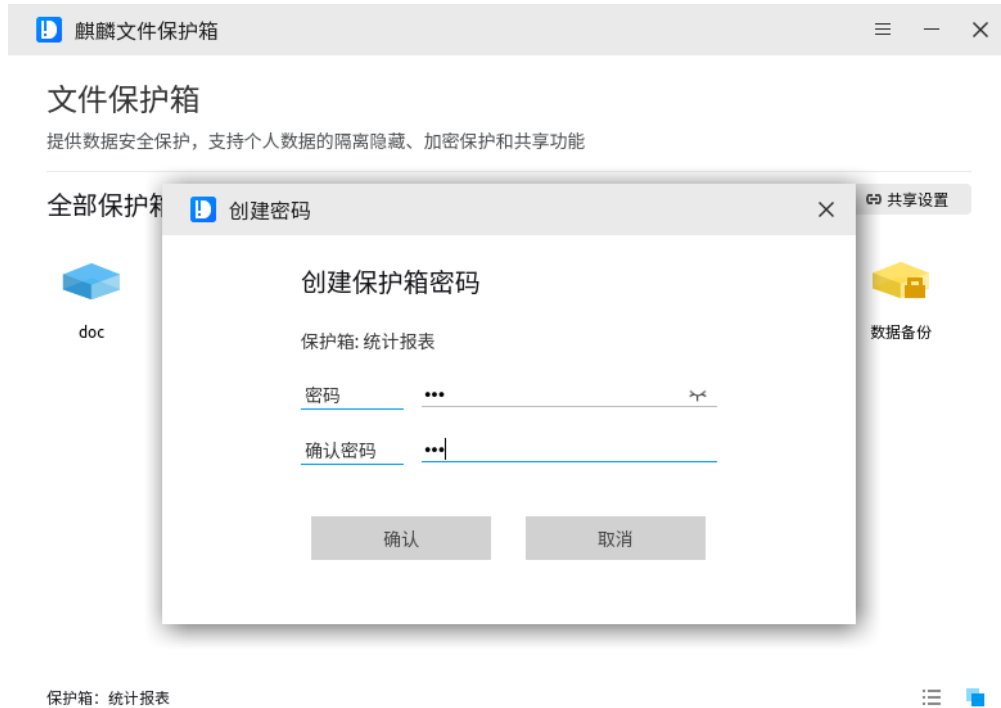 麒麟文件保护箱
文件保护箱
提供数据安全保护，支持个人数据的隔离隐藏、加密保护和共享功能
全部保护箱
共享设置
doc
数据备份
创建密码
创建保护箱密码
保护箱: 统计报表
密码 •••
确认密码 •••
确认
取消
保护箱：统计报表